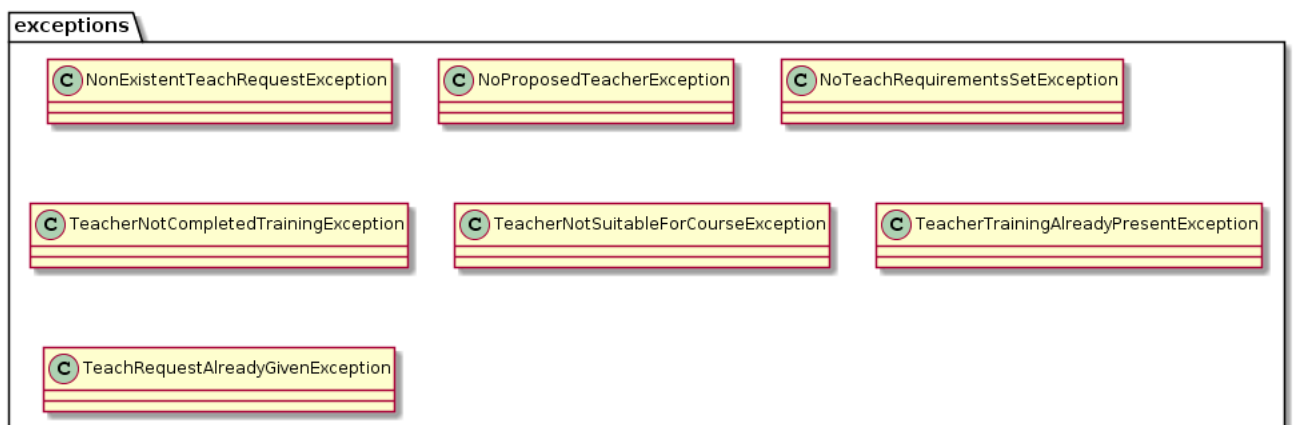 exceptions
C NonExistentTeachRequestException
C NoProposedTeacherException
C NoTeachRequirementsSetException
C TeacherNotCompletedTrainingException
C TeacherNotSuitableForCourseException
C TeacherTrainingAlreadyPresentException
C TeachRequestAlreadyGivenException